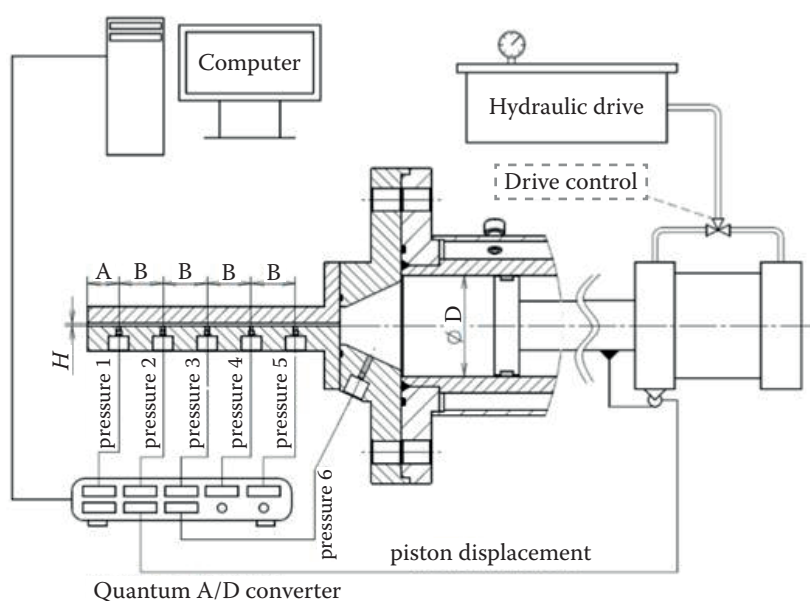 Computer
Hydraulic drive
Drive control
A
B
B
B
B
H
Ø D
pressure 1
pressure 2
pressure 3
pressure 4
pressure 5
pressure 6
piston displacement
Quantum A/D converter